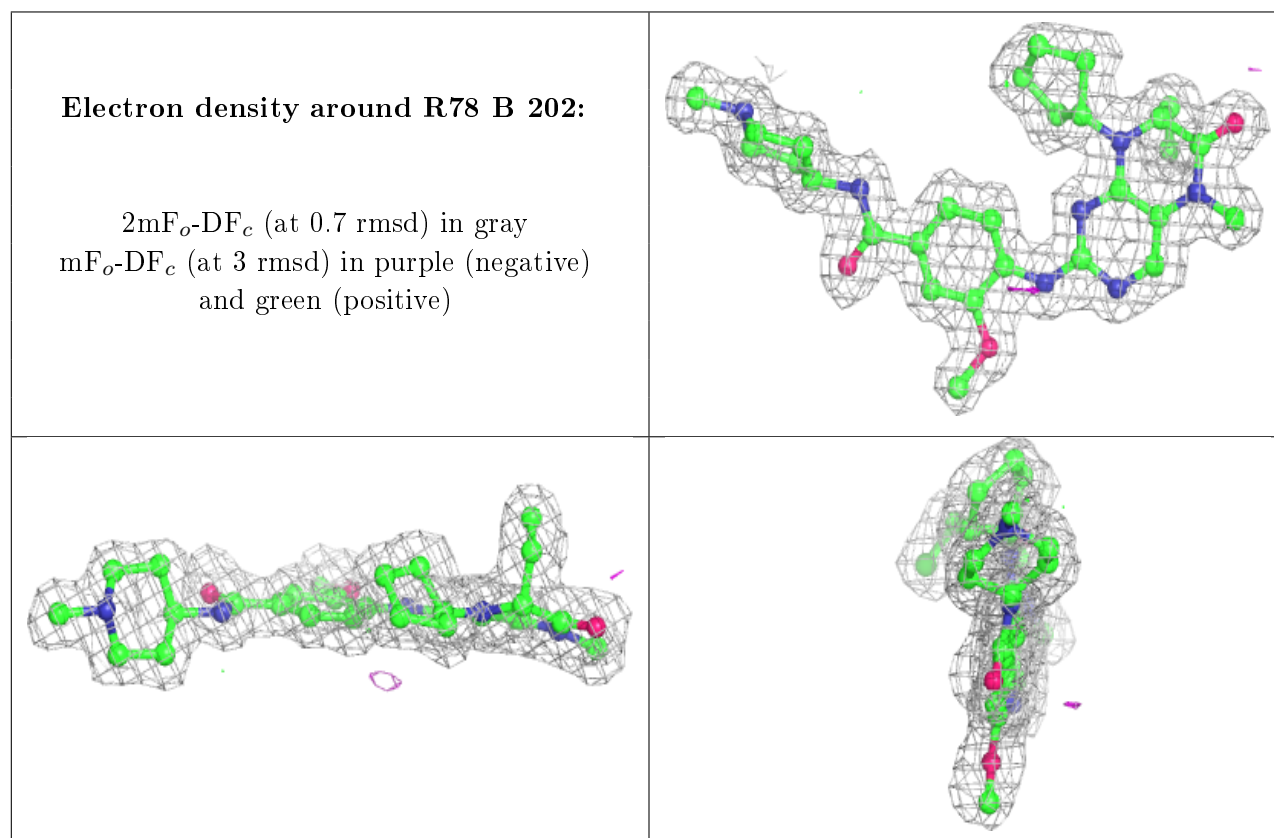 Electron density around R78 B 202:
2mFo-DFc (at 0.7 rmsd) in gray
mFo-DFc (at 3 rmsd) in purple (negative)
and green (positive)